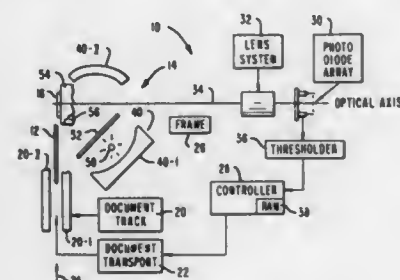 32
30
40-2
10
LENS SYSTEM
PHOTO DIODE ARRAY
54
14
34
OPTICAL AXIS
56
40
12
52
FRAME
26
36
THRESHOLDER
20-2
50
40-1
28
CONTROLLER
RAM
38
DOCUMENT TRACK
20
20-1
DOCUMENT TRANSPORT
22